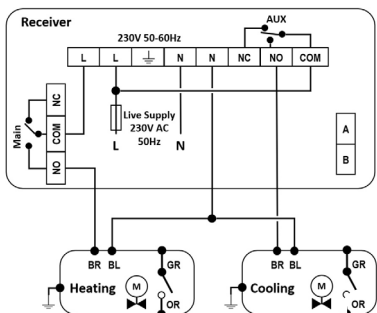 Receiver
AUX
230V 50-60Hz
L L N N NC NO COM
Main
NC
COM
NO
Live Supply
230V AC
50Hz
L N
A
B
BR BL GR
Heating M
OR
BR BL GR
Cooling M
OR